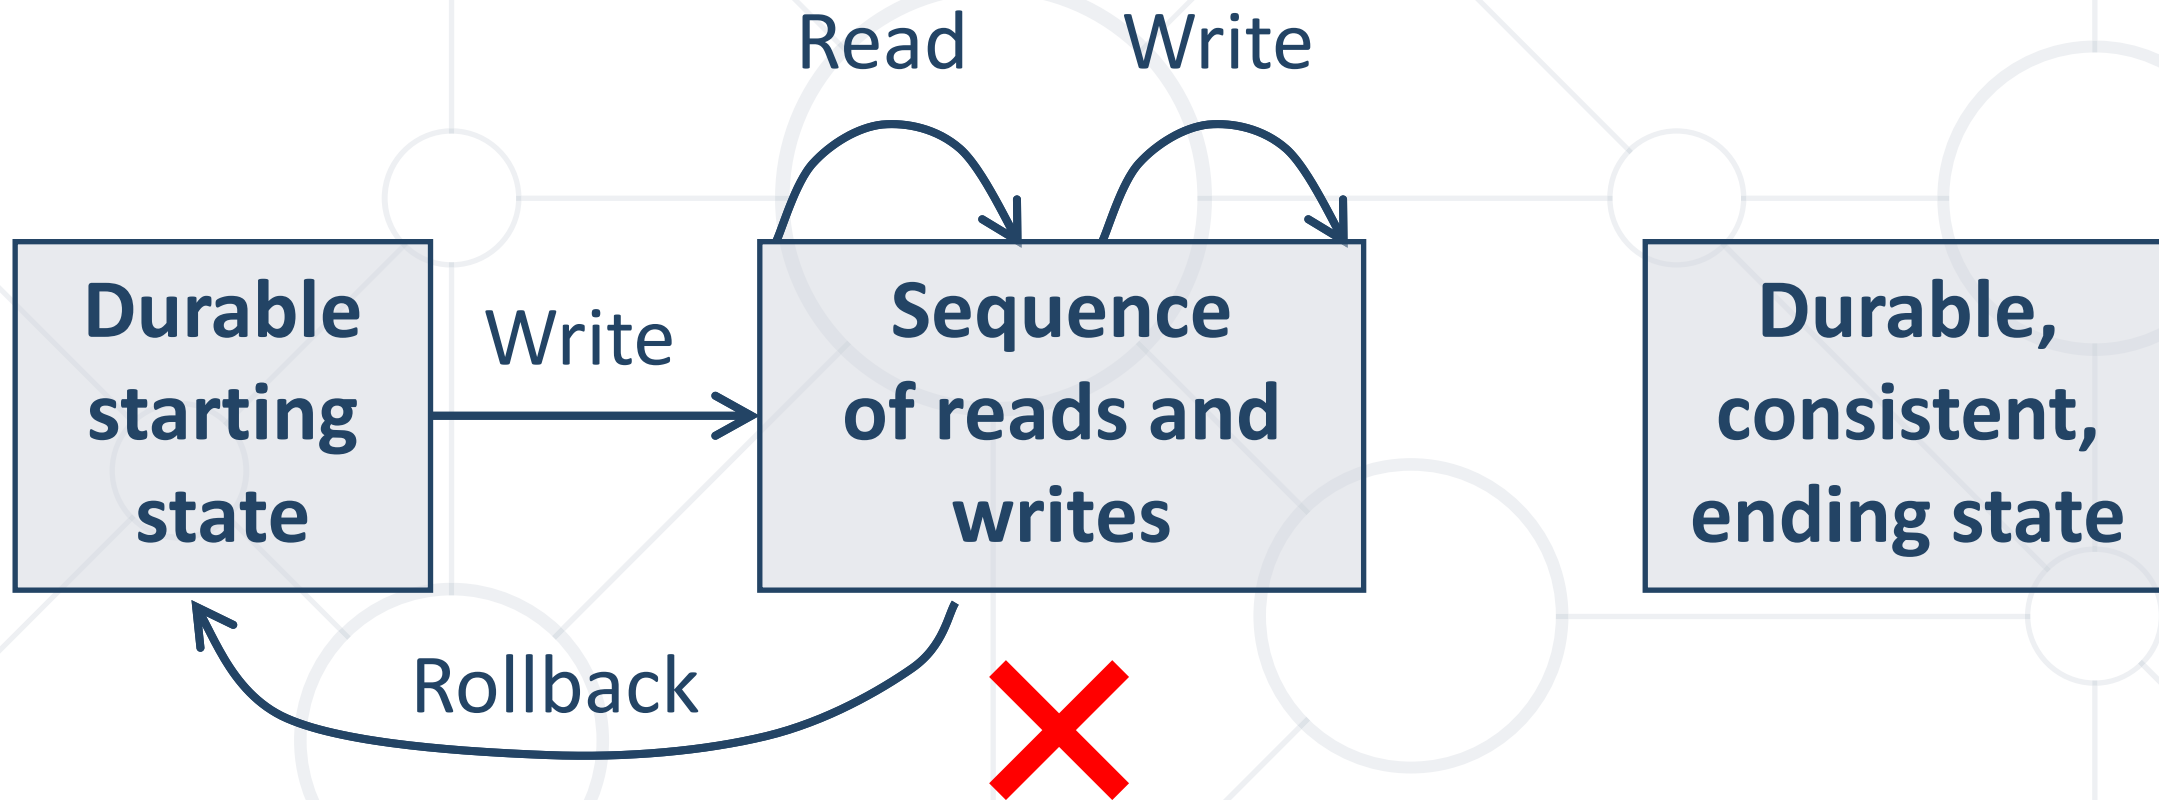 Read
Write
Durable
starting
state
Write
Sequence
of reads and
writes
Durable,
consistent,
ending state
Rollback